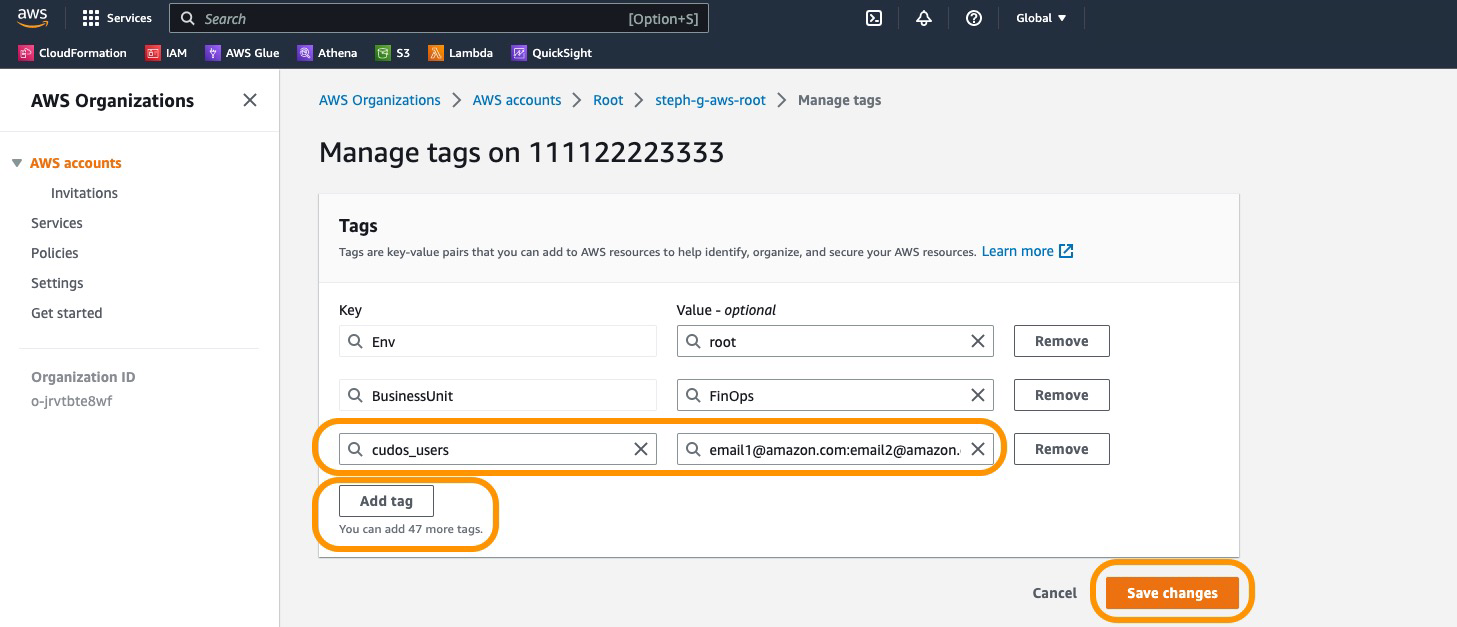 aws
Services
Search
[Option+S]
Global
CloudFormation
IAM
AWS Glue
Athena
S3
Lambda
QuickSight
AWS Organizations
AWS accounts
Invitations
Services
Policies
Settings
Get started
Organization ID
o-jrvtbte8wf
AWS Organizations
AWS accounts
Root
steph-g-aws-root
Manage tags
Manage tags on 111122223333
Tags
Tags are key-value pairs that you can add to AWS resources to help identify, organize, and secure your AWS resources. Learn more
Key
Value - optional
Env
root
Remove
BusinessUnit
FinOps
Remove
cudos_users
email1@amazon.com:email2@amazon.
Remove
Add tag
You can add 47 more tags.
Cancel
Save changes